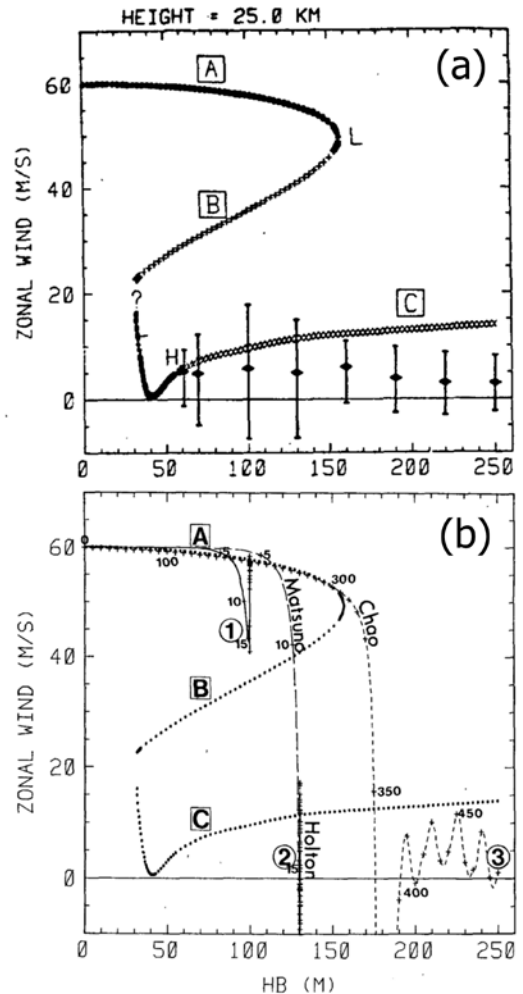 HEIGHT = 25.0 KM
(a)
60
40
20
0
ZONAL WIND (M/S)
A
L
B
?
C
H
0 50 100 150 200 250
(b)
60
40
20
0
ZONAL WIND (M/S)
A
100
5
+5
300
Matsuno
Chao
10
1
15
10
B
350
C
450
Holton
2
15
3
400
0 50 100 150 200 250
HB (M)